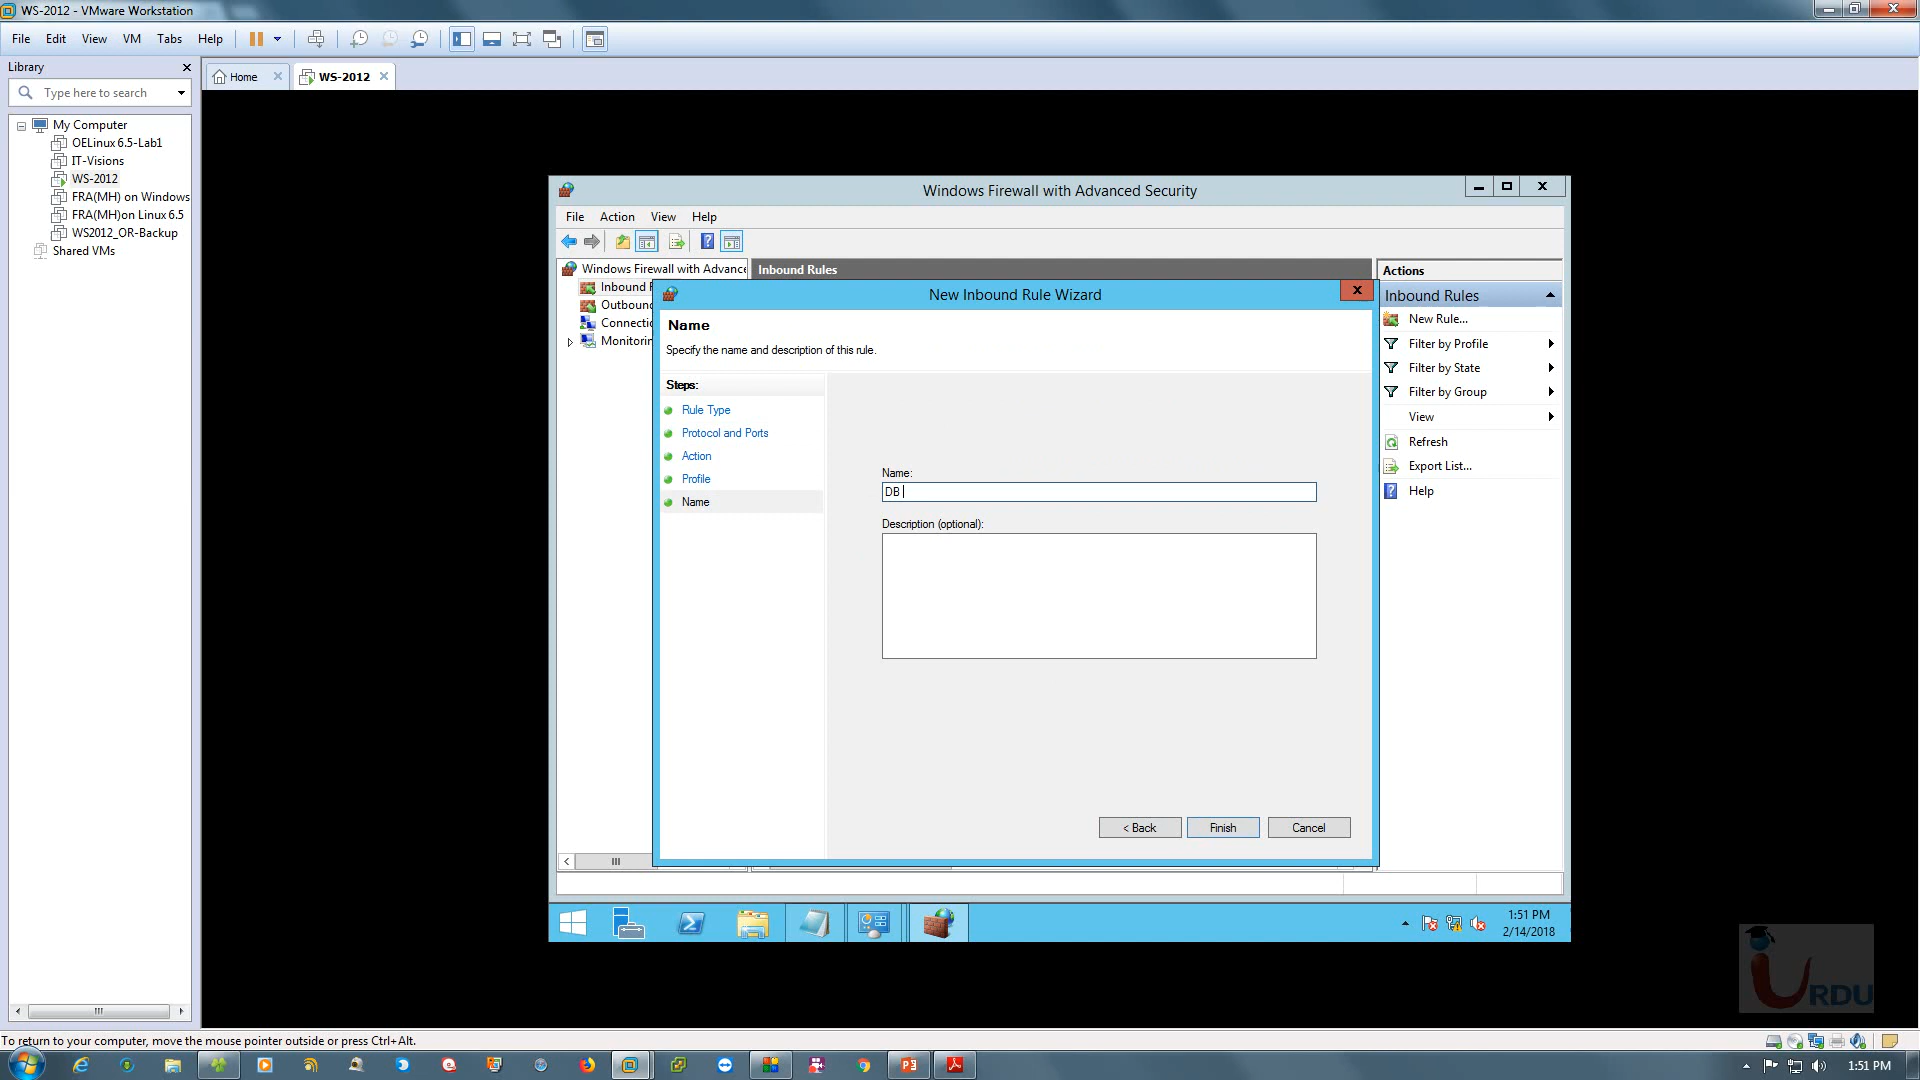 WS-2012 - VMware Workstation
File Edit View VM Tabs Help
Library
Home
WS-2012
Type here to search
My Computer
OELinux 6.5-Lab1
IT-Visions
WS-2012
FRA(MH) on Windows
FRA(MH)on Linux 6.5
WS2012_OR-Backup
Shared VMs
Windows Firewall with Advanced Security
File Action View Help
Windows Firewall with Advance
Inbound
Outbound
Connectio
Monitorin
Inbound Rules
Actions
Inbound Rules
New Rule...
Filter by Profile
Filter by State
Filter by Group
View
Refresh
Export List...
Help
New Inbound Rule Wizard
Name
Specify the name and description of this rule.
Steps:
Rule Type
Protocol and Ports
Action
Profile
Name
Name:
DB
Description (optional):
< Back
Finish
Cancel
1:51 PM
2/14/2018
URDU
To return to your computer, move the mouse pointer outside or press Ctrl+Alt.
1:51 PM